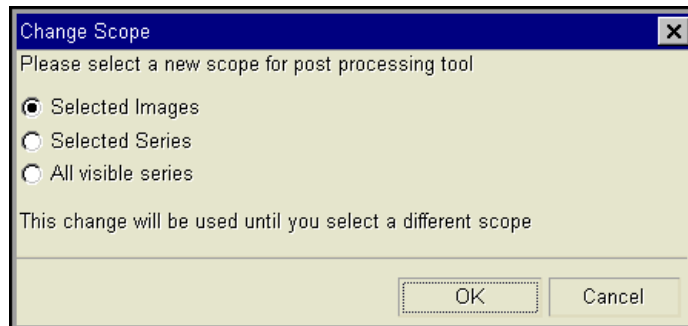 Change Scope
Please select a new scope for post processing tool
Selected Images
Selected Series
All visible series
This change will be used until you select a different scope
OK
Cancel